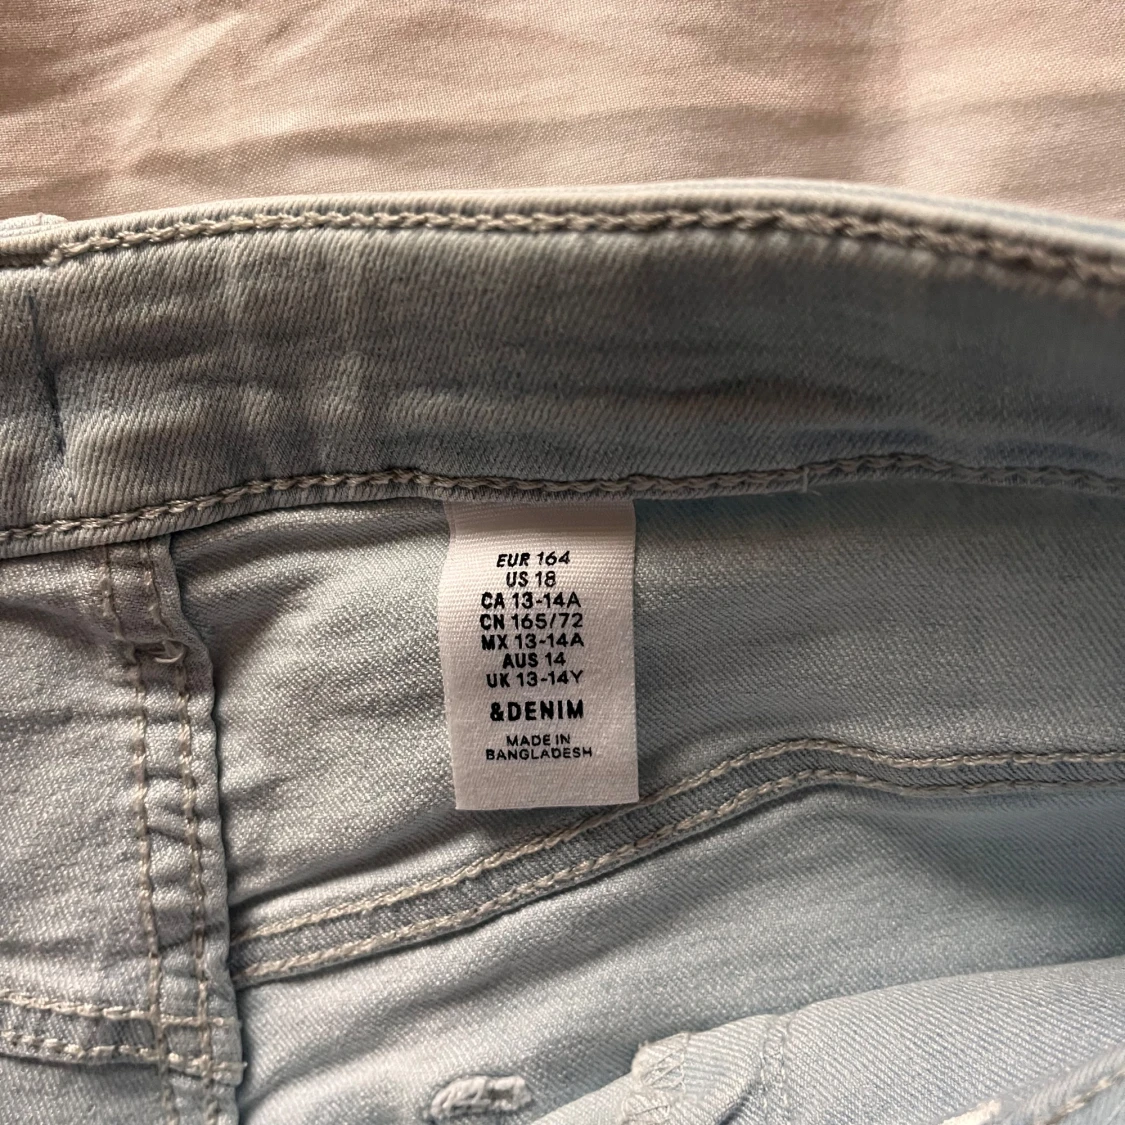 EUR 164
US 18
CA 13-14A
CN 165/72
MX 13-14A
AUS 14
UK 13-14Y
&DENIM
MADE IN
BANGLADESH